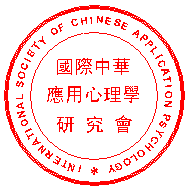 INTERNATIONAL SOCIETY OF CHINESE APPLICATION PSYCHOLOGY *
國際中華
應用心理學
研究會